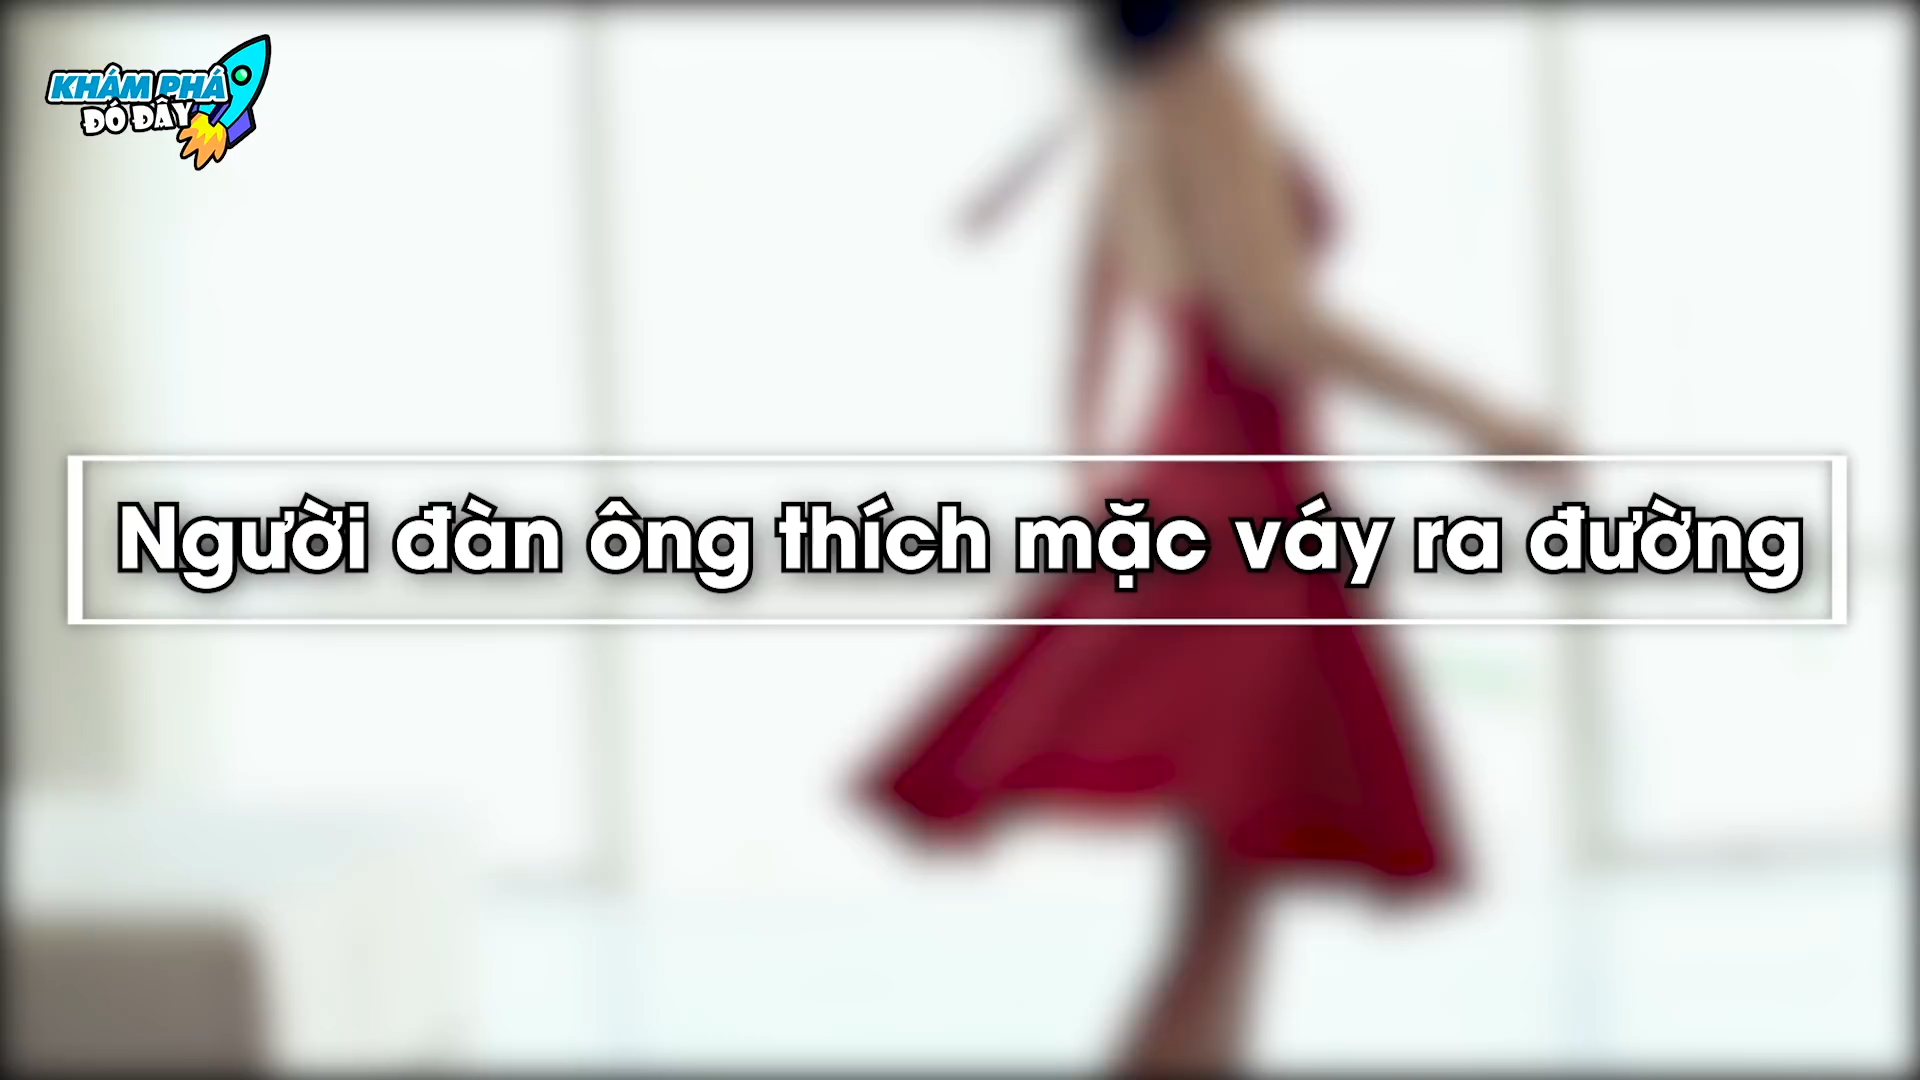 KHÁM PHÁ
ĐÓ ĐÂY
Người đàn ông thích mặc váy ra đường